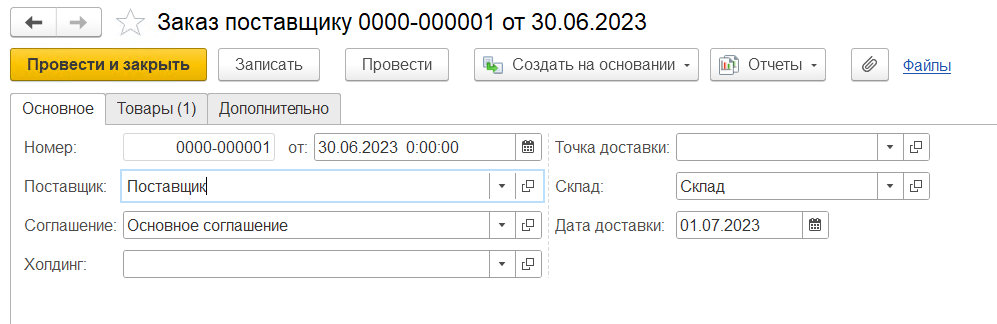 Заказ поставщику 0000-000001 от 30.06.2023
Провести и закрыть Записать Провести Создать на основании Отчеты Файлы
Основное Товары (1) Дополнительно
Номер: 0000-000001 от: 30.06.2023 0:00:00 Точка доставки:
Поставщик: Поставщик Склад: Склад
Соглашение: Основное соглашение Дата доставки: 01.07.2023
Холдинг: